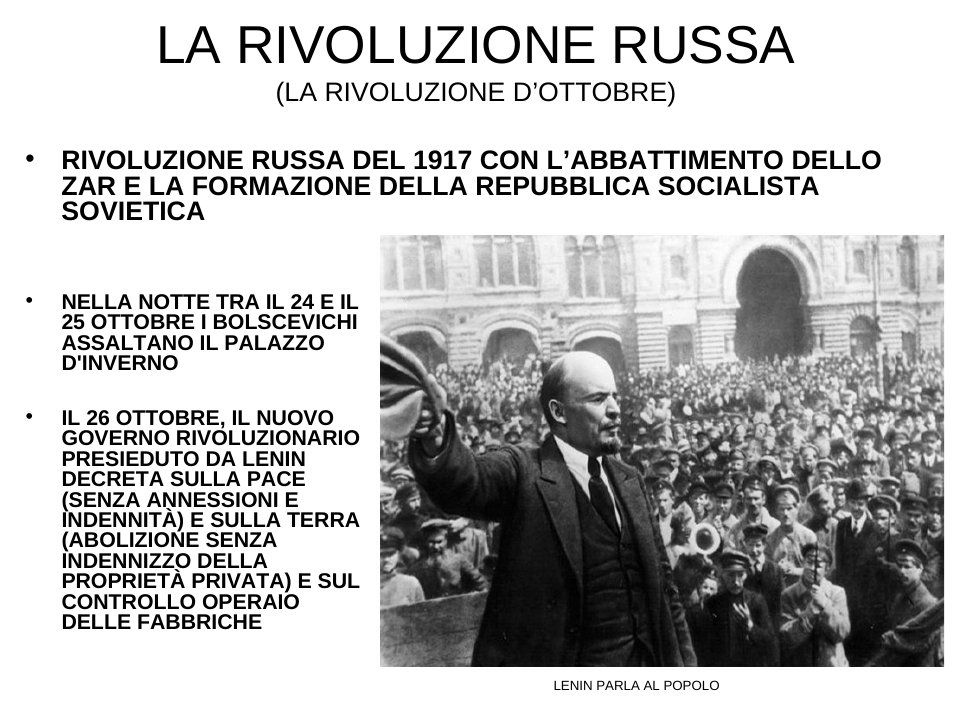 LA RIVOLUZIONE RUSSA
(LA RIVOLUZIONE D’OTTOBRE)
• RIVOLUZIONE RUSSA DEL 1917 CON L’ABBATTIMENTO DELLO
ZAR E LA FORMAZIONE DELLA REPUBBLICA SOCIALISTA
SOVIETICA
• NELLA NOTTE TRA IL 24 E IL
25 OTTOBRE I BOLSCEVICHI
ASSALTANO IL PALAZZO
D'INVERNO
• IL 26 OTTOBRE, IL NUOVO
GOVERNO RIVOLUZIONARIO
PRESIEDUTO DA LENIN
DECRETA SULLA PACE
(SENZA ANNESSIONI E
INDENNITÀ) E SULLA TERRA
(ABOLIZIONE SENZA
INDENNIZZO DELLA
PROPRIETÀ PRIVATA) E SUL
CONTROLLO OPERAIO
DELLE FABBRICHE
LENIN PARLA AL POPOLO